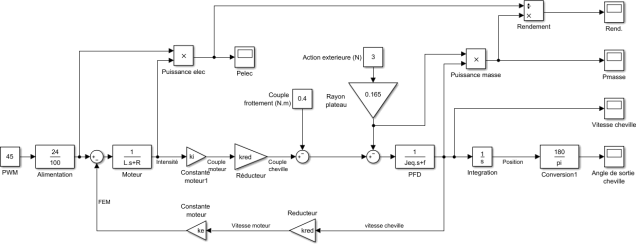 ÷
×
Rendement
Rend.
Action exterieure (N)
3
×
Puissance elec
Pelec
×
Puissance masse
Pmasse
Couple
frottement (N.m)
0.4
Rayon
plateau
0.165
Vitesse cheville
45
PWM
24
100
Alimentation
1
L.s+R
Moteur
Intensité
ki
Constante
moteur1
Couple
moteur
kred
Réducteur
Couple
cheville
1
Jeq.s+f
PFD
1
s
Integration
Position
180
pi
Conversion1
Angle de sortie
cheville
FEM
Constante
moteur
ke
Vitesse moteur
Reducteur
kred
vitesse cheville